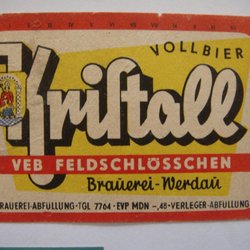 VOLLBIER
Kriſtall
VEB FELDSCHLÖSSCHEN
Brauerei-Werdau
BRAUEREI-ABFÜLLUNG·TGL 7764·EVP MDN -,48·VERLEGER-ABFÜLLUNG